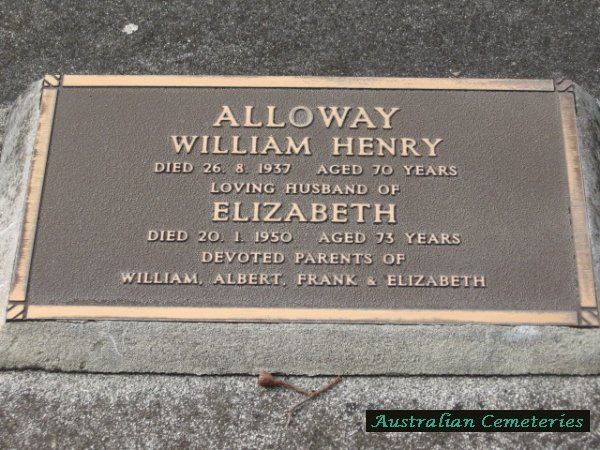 ALLOWAY
WILLIAM HENRY
DIED 26. 8. 1937 AGED 70 YEARS
LOVING HUSBAND OF
ELIZABETH
DIED 20. 1. 1950 AGED 73 YEARS
DEVOTED PARENTS OF
WILLIAM, ALBERT, FRANK & ELIZABETH
Australian Cemeteries